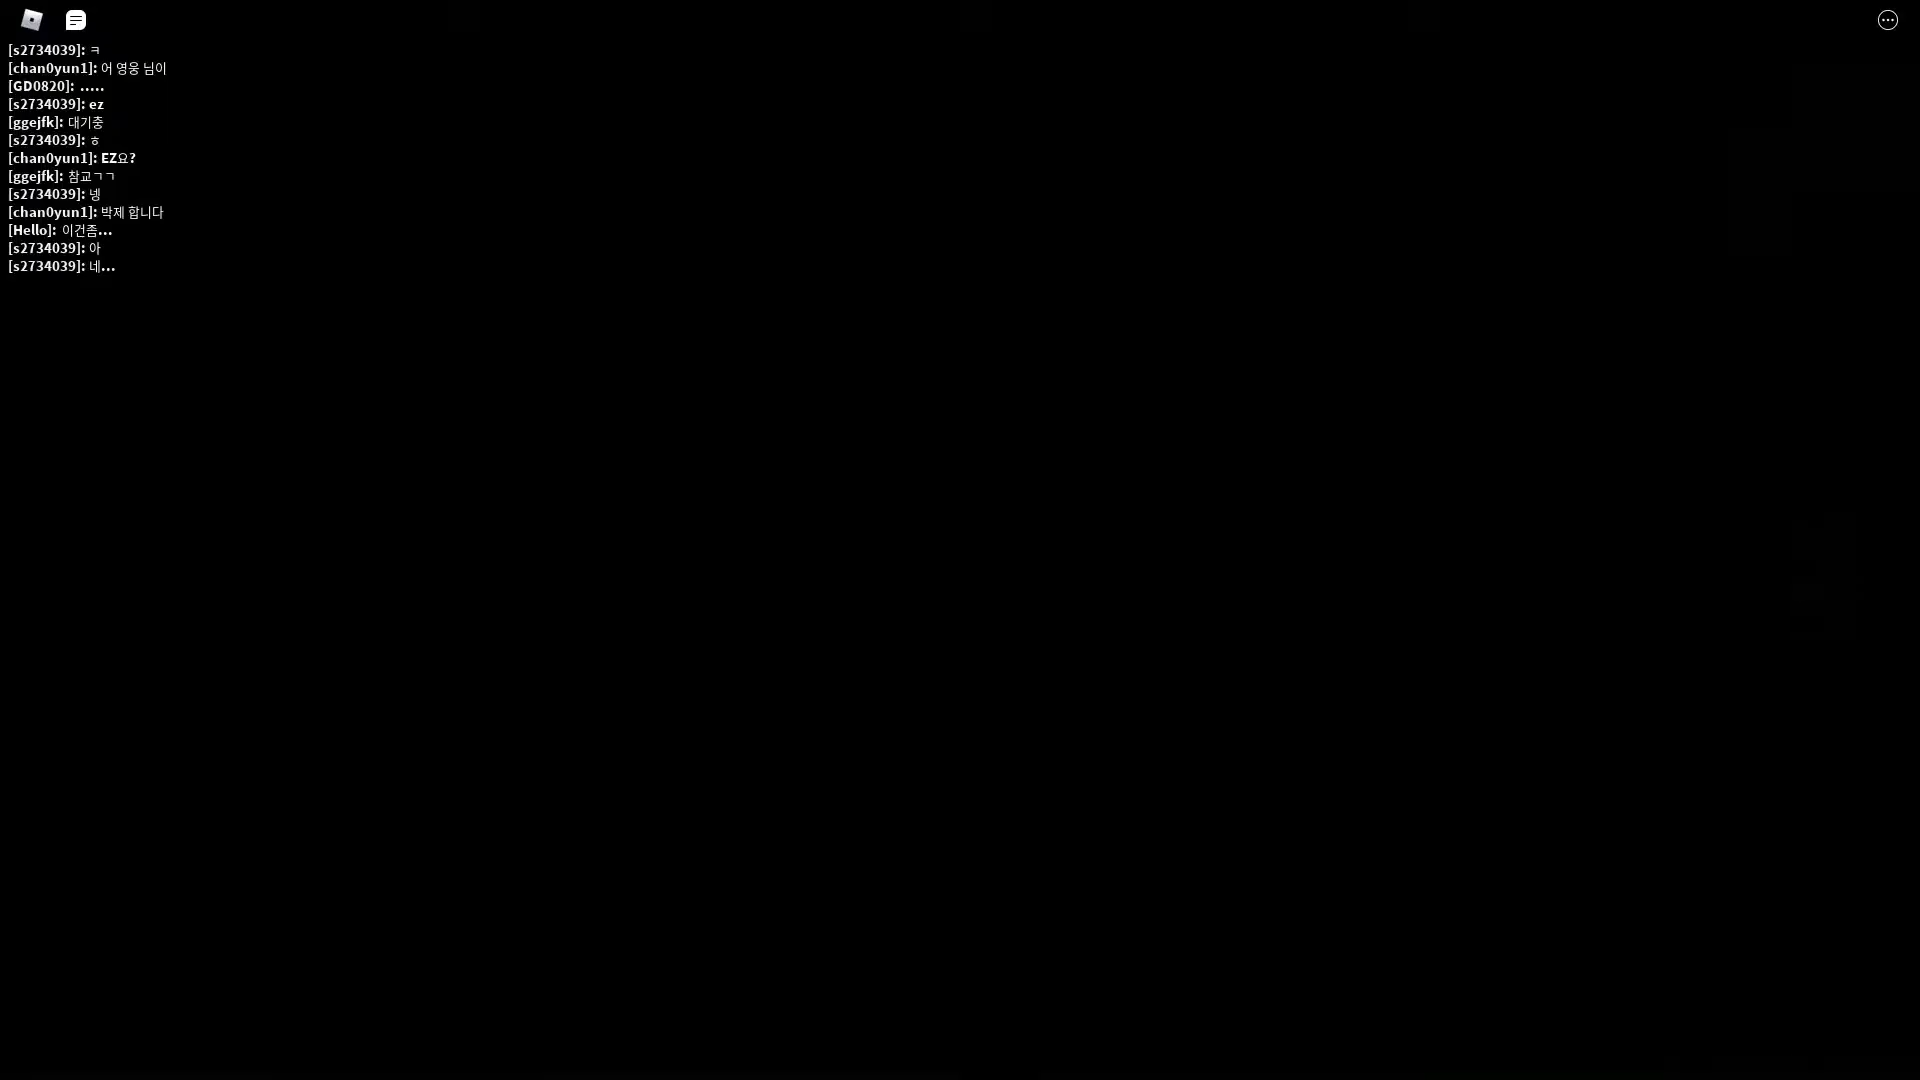 [s2734039]: ㅋ
[chan0yun1]: 어 영웅 님이
[GD0820]: .....
[s2734039]: ez
[ggejfk]: 대기충
[s2734039]: ㅎ
[chan0yun1]: EZ요?
[ggejfk]: 참교ㄱㄱ
[s2734039]: 넹
[chan0yun1]: 박제 합니다
[Hello]: 이건좀...
[s2734039]: 아
[s2734039]: 네...